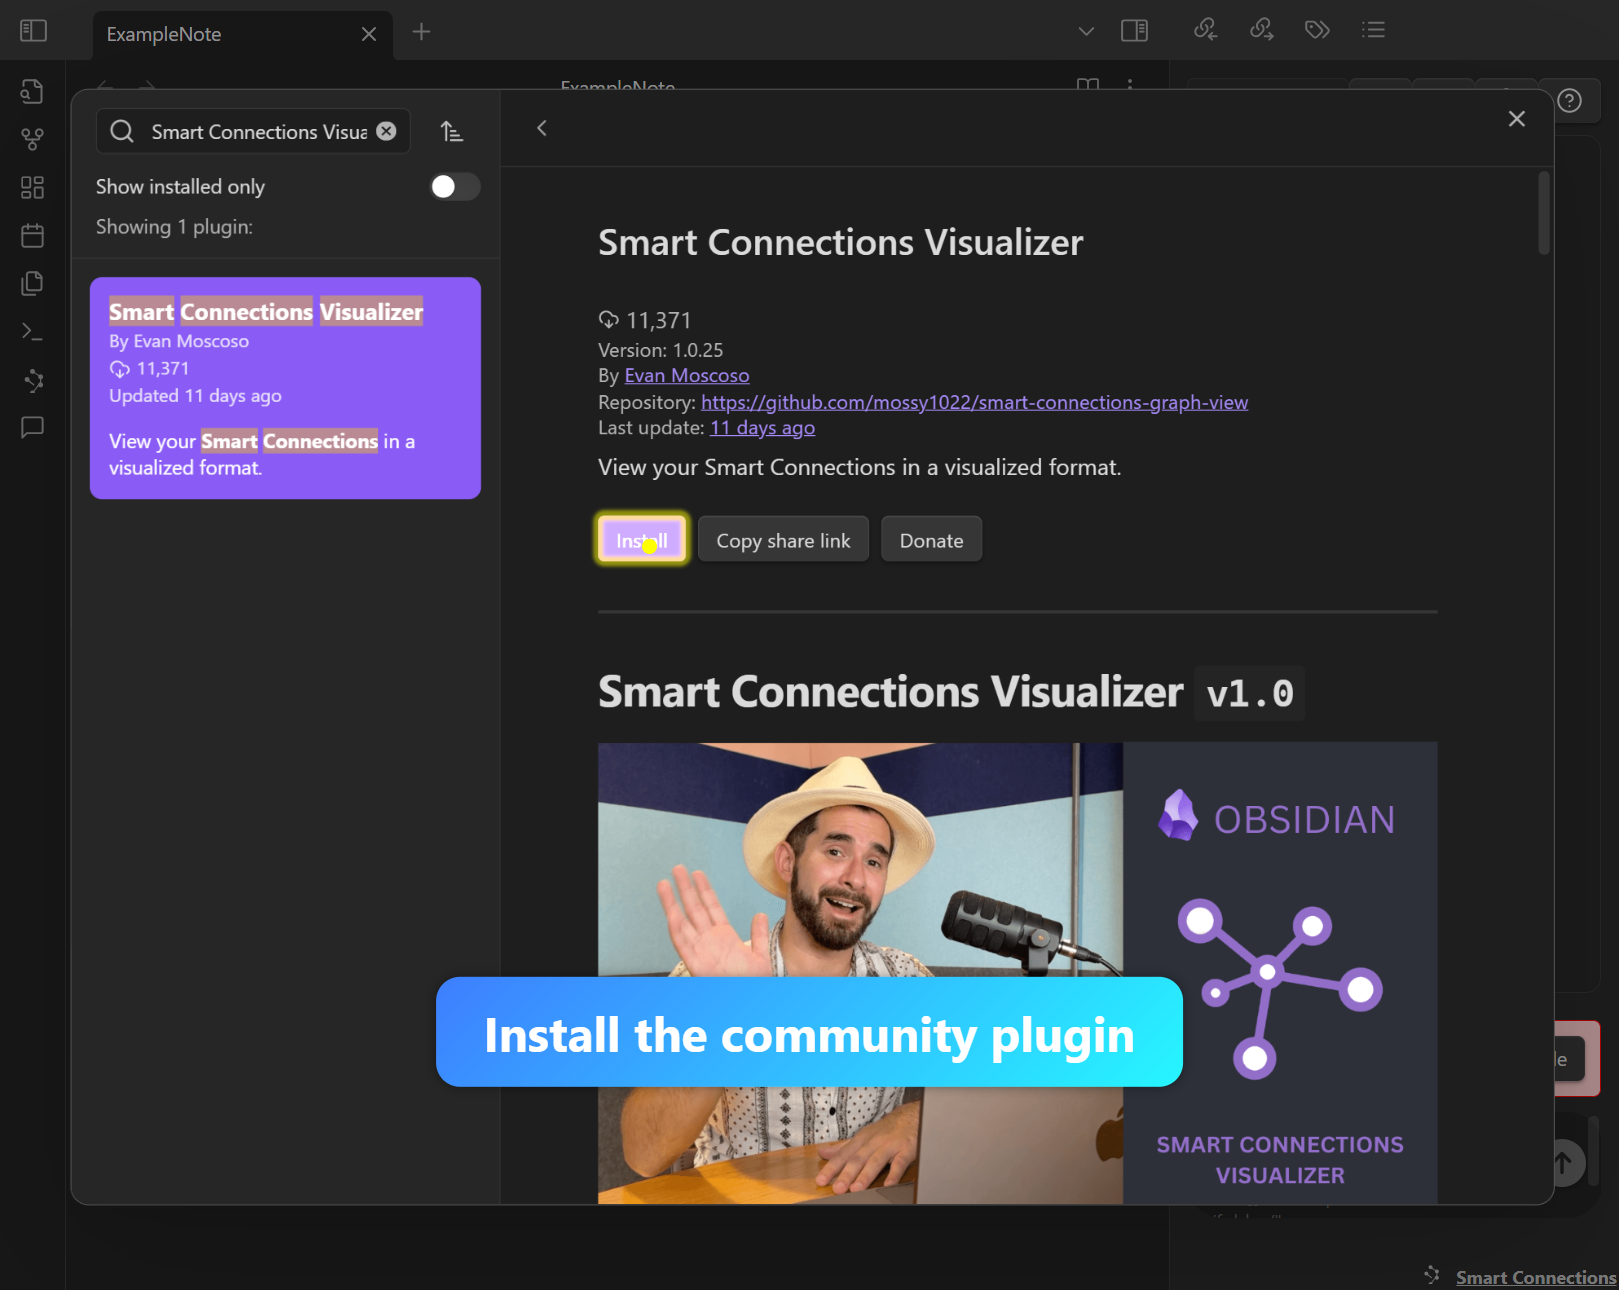 ExampleNote
ExampleNote
Smart Connections Visua
Show installed only
Showing 1 plugin:
Smart Connections Visualizer
By Evan Moscoso
11,371
Updated 11 days ago
View your Smart Connections in a
visualized format.
Smart Connections Visualizer
11,371
Version: 1.0.25
By Evan Moscoso
Repository: https://github.com/mossy1022/smart-connections-graph-view
Last update: 11 days ago
View your Smart Connections in a visualized format.
Install
Copy share link
Donate
Smart Connections Visualizer v1.0
OBSIDIAN
Install the community plugin
SMART CONNECTIONS
VISUALIZER
le
Smart Connections